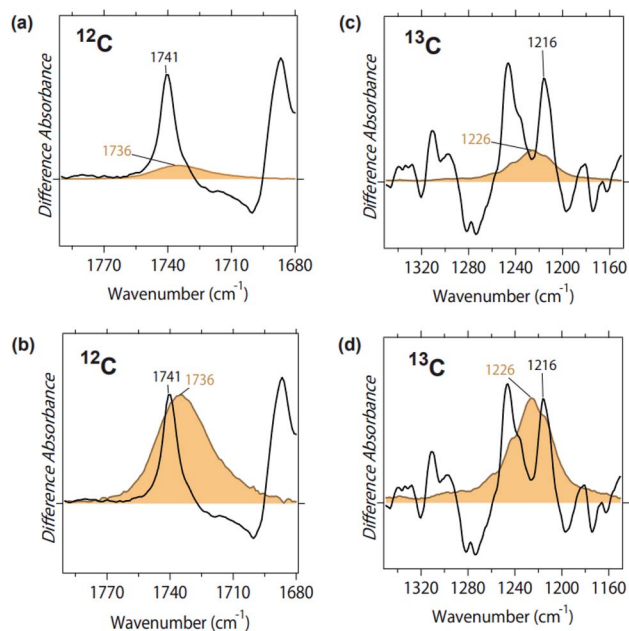 (a)
12C
1741
1736
Difference Absorbance
1770
1740
1710
1680
Wavenumber (cm-1)
(c)
13C
1216
1226
Difference Absorbance
1320
1280
1240
1200
1160
Wavenumber (cm-1)
(b)
12C
1741
1736
Difference Absorbance
1770
1740
1710
1680
Wavenumber (cm-1)
(d)
13C
1226
1216
Difference Absorbance
1320
1280
1240
1200
1160
Wavenumber (cm-1)